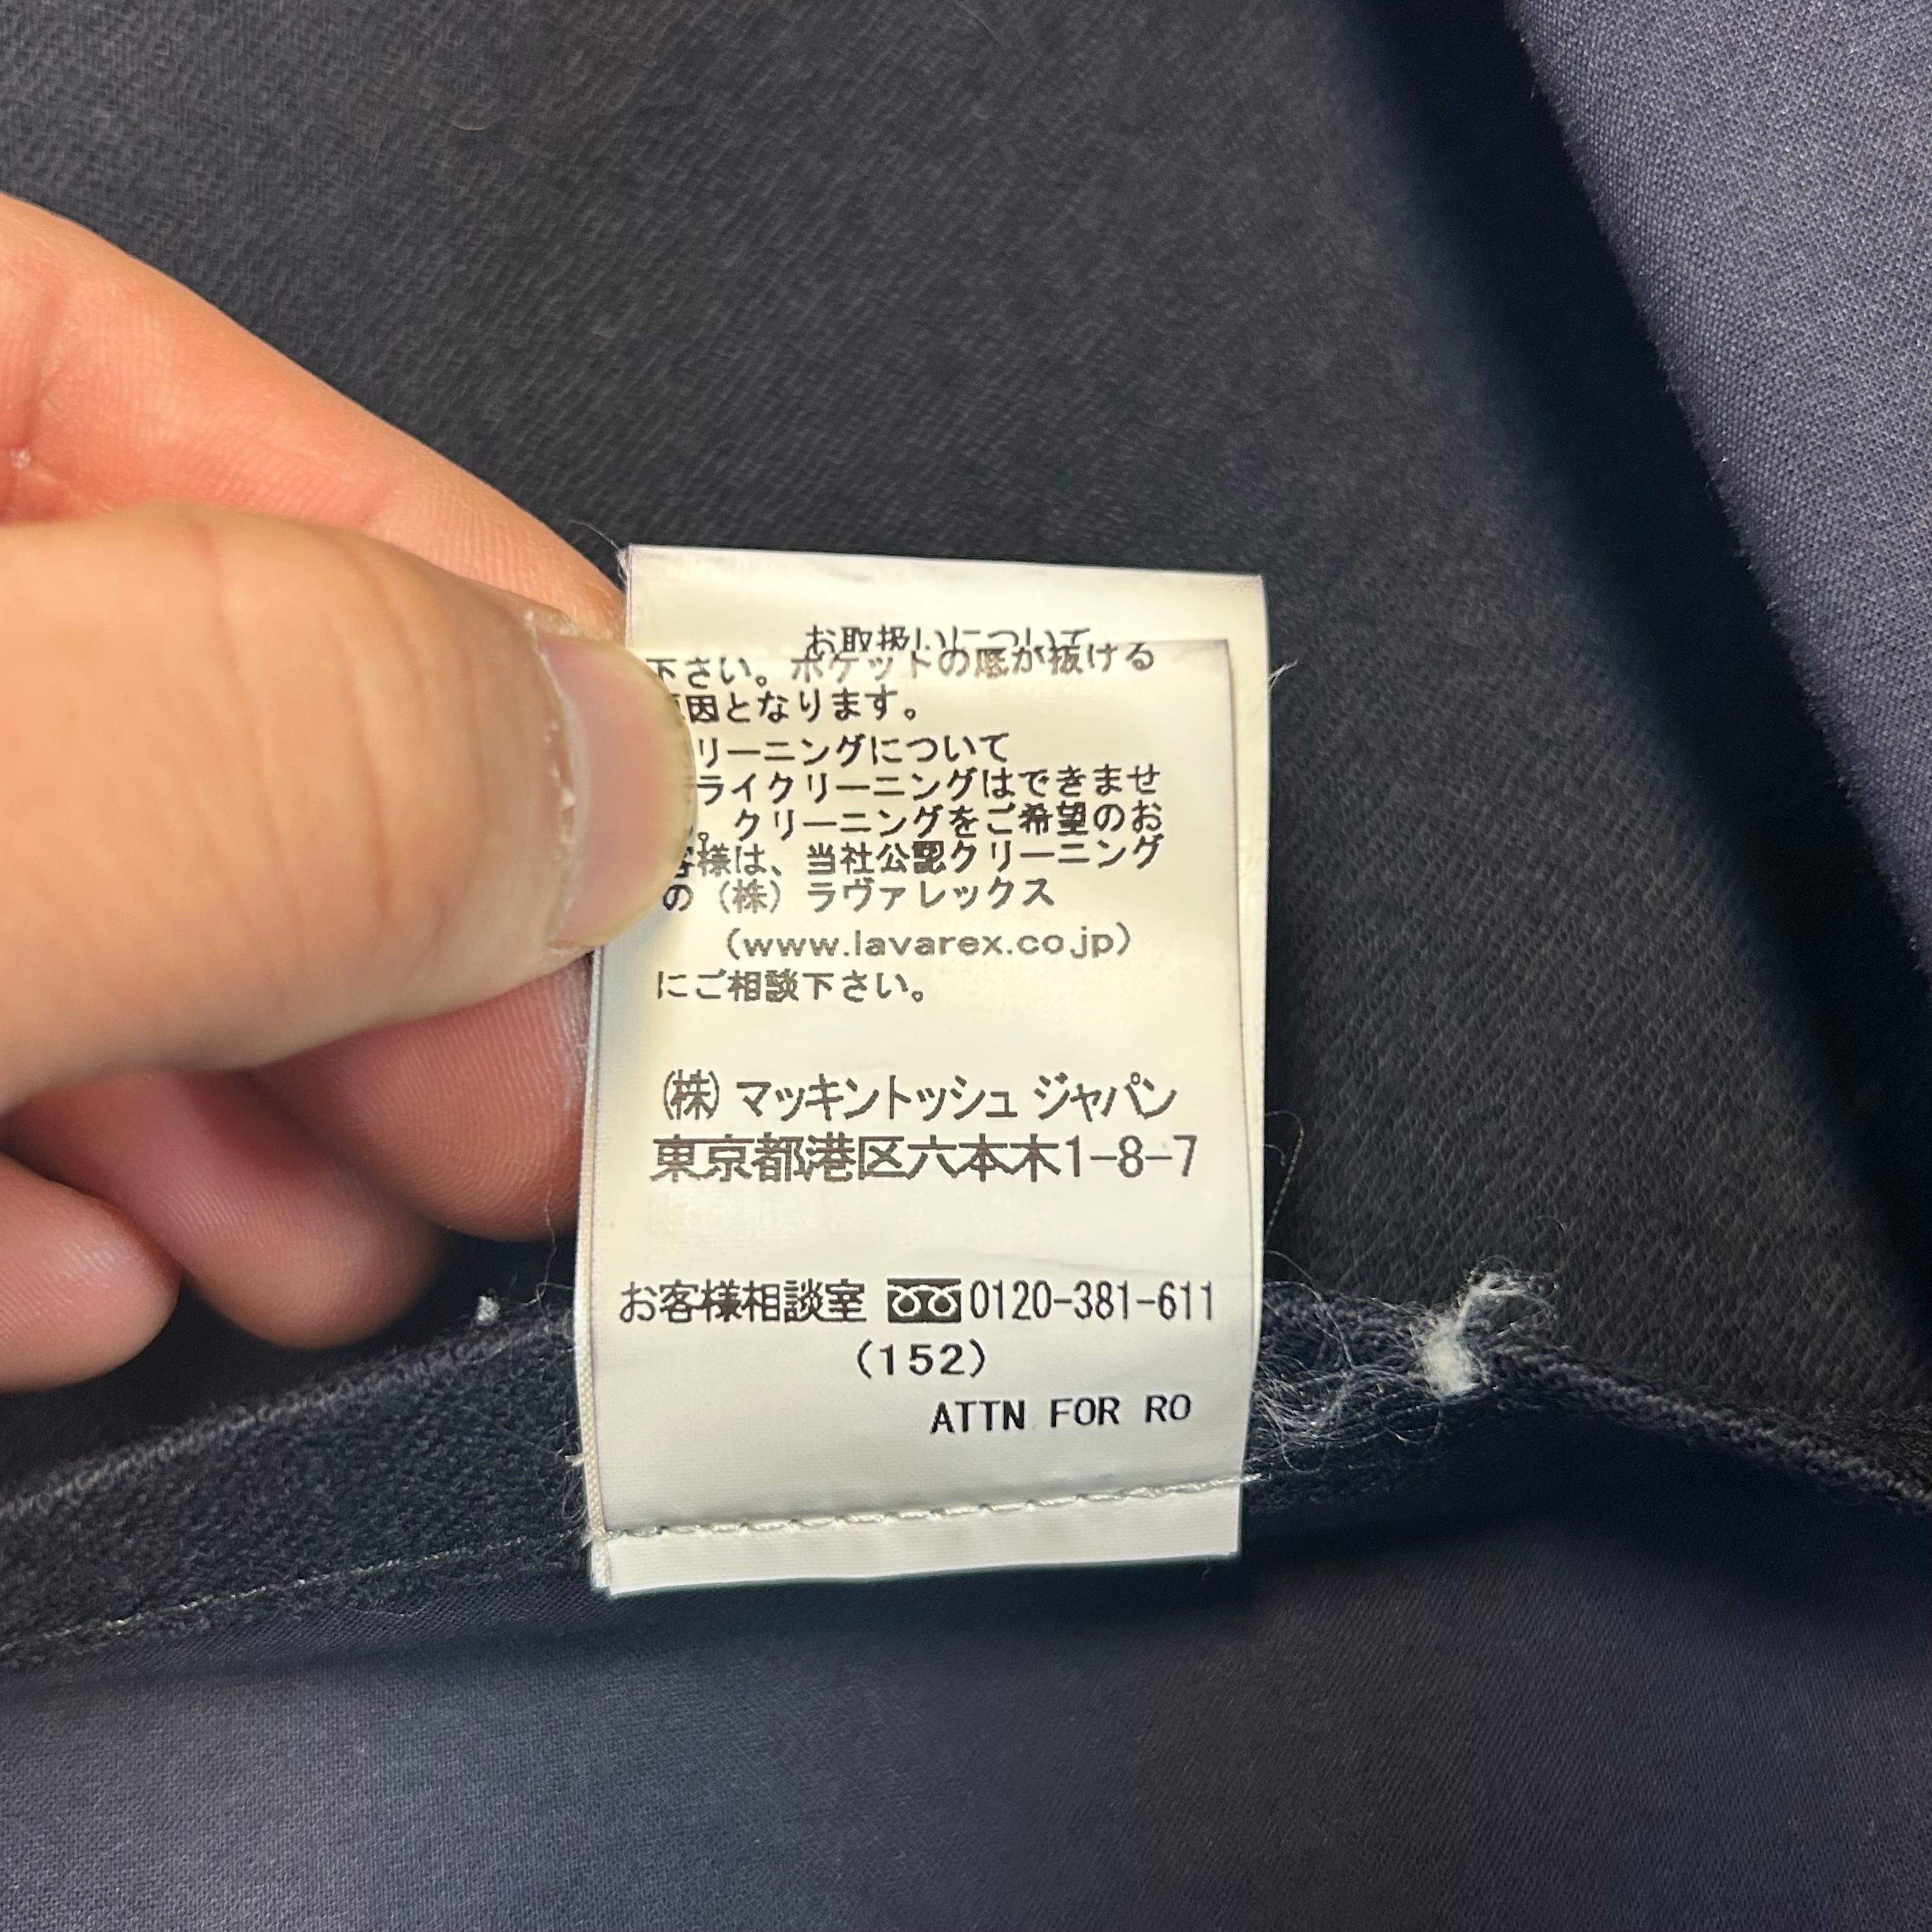 お取扱いについて
下さい。ポケットの底が抜ける
原因となります。
リーニングについて
ライクリーニングはできませ
ん。クリーニングをご希望のお
客様は、当社公認クリーニング
の（株）ラヴァレックス
（www.lavarex.co.jp）
にご相談下さい。
㈱ マッキントッシュ ジャパン
東京都港区六本木1-8-7
お客様相談室 0120-381-611
（152）
ATTN FOR RO